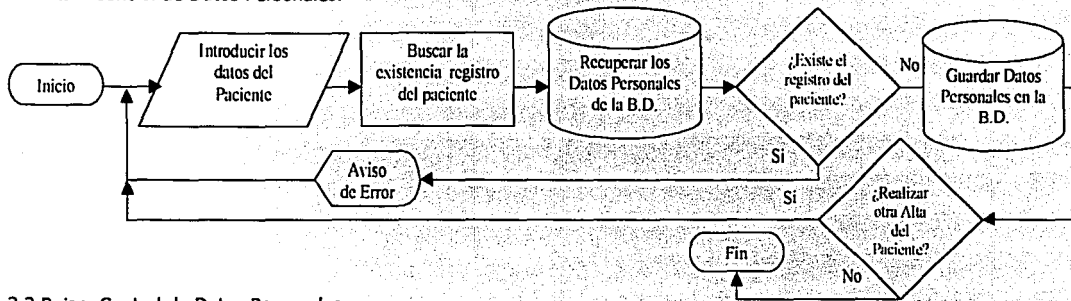 Datos Personales.
Inicio
Introducir los
datos del
Paciente
Buscar la
existencia registro
del paciente
Recuperar los
Datos Personales
de la B.D.
¿Existe el
registro del
paciente?
No
Guardar Datos
Personales en la
B.D.
Si
Aviso
de Error
Si
¿Realizar
otra Alta
del
Paciente?
Fin
No